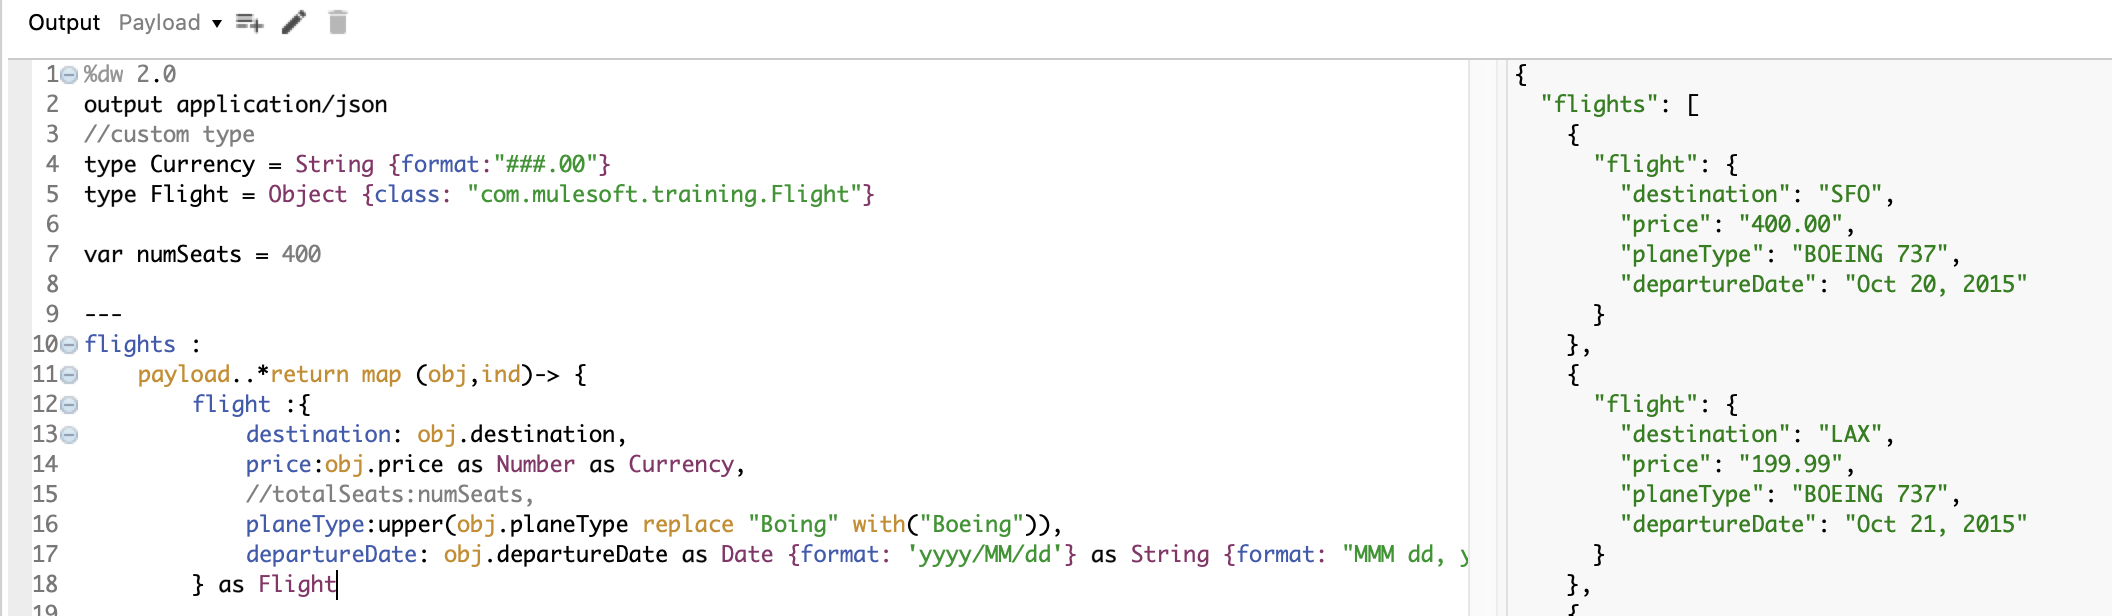 Output Payload
1 %dw 2.0
2 output application/json
3 //custom type
4 type Currency = String {format:"###.00"}
5 type Flight = Object {class: "com.mulesoft.training.Flight"}
6
7 var numSeats = 400
8
9 ---
10 flights :
11 payload..*return map (obj,ind)-> {
12 flight :{
13 destination: obj.destination,
14 price:obj.price as Number as Currency,
15 //totalSeats:numSeats,
16 planeType:upper(obj.planeType replace "Boing" with("Boeing")),
17 departureDate: obj.departureDate as Date {format: 'yyyy/MM/dd'} as String {format: "MMM dd, y
18 } as Flight
19
{
"flights": [
{
"flight": {
"destination": "SFO",
"price": "400.00",
"planeType": "BOEING 737",
"departureDate": "Oct 20, 2015"
}
},
{
"flight": {
"destination": "LAX",
"price": "199.99",
"planeType": "BOEING 737",
"departureDate": "Oct 21, 2015"
}
},
{